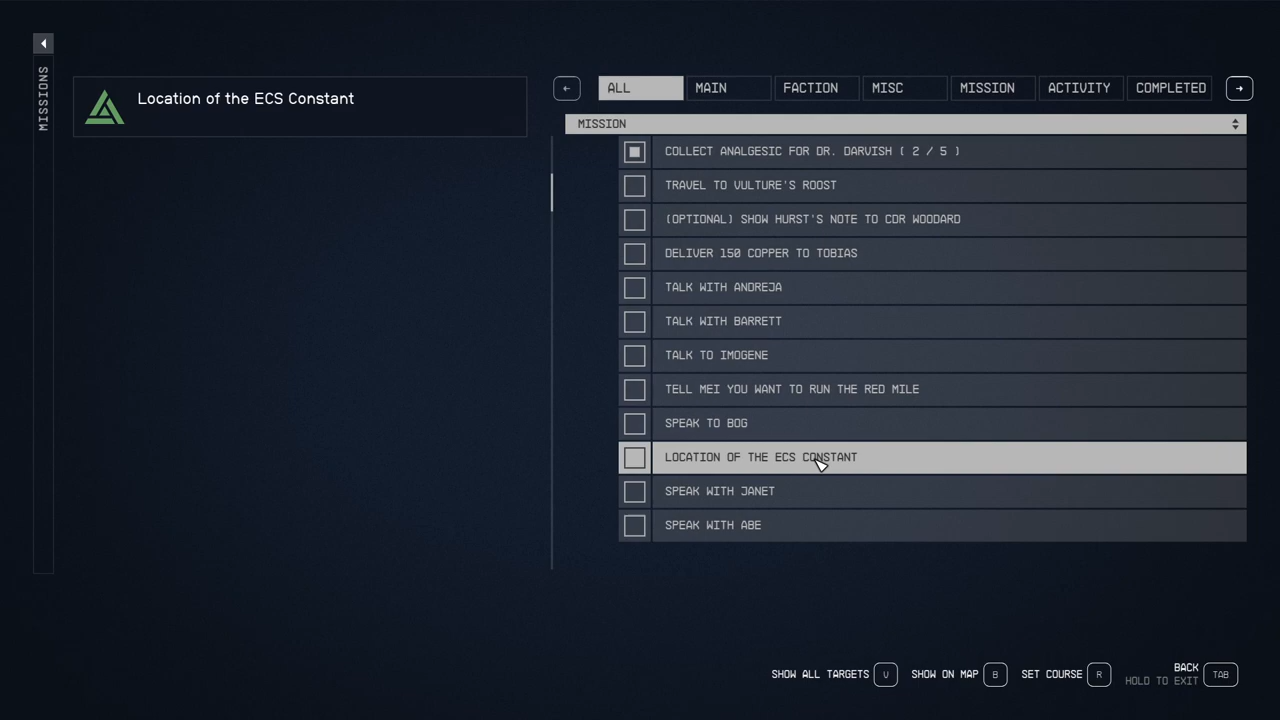 MISSIONS
Location of the ECS Constant
ALL
MAIN
FACTION
MISC
MISSION
ACTIVITY
COMPLETED
MISSION
COLLECT ANALGESIC FOR DR. DARVISH ( 2 / 5 )
TRAVEL TO VULTURE'S ROOST
(OPTIONAL) SHOW HURST'S NOTE TO CDR WOODARD
DELIVER 150 COPPER TO TOBIAS
TALK WITH ANDREJA
TALK WITH BARRETT
TALK TO IMOGENE
TELL MEI YOU WANT TO RUN THE RED MILE
SPEAK TO BOG
LOCATION OF THE ECS CONSTANT
SPEAK WITH JANET
SPEAK WITH ABE
SHOW ALL TARGETS V
SHOW ON MAP B
SET COURSE R
BACK
HOLD TO EXIT
TAB